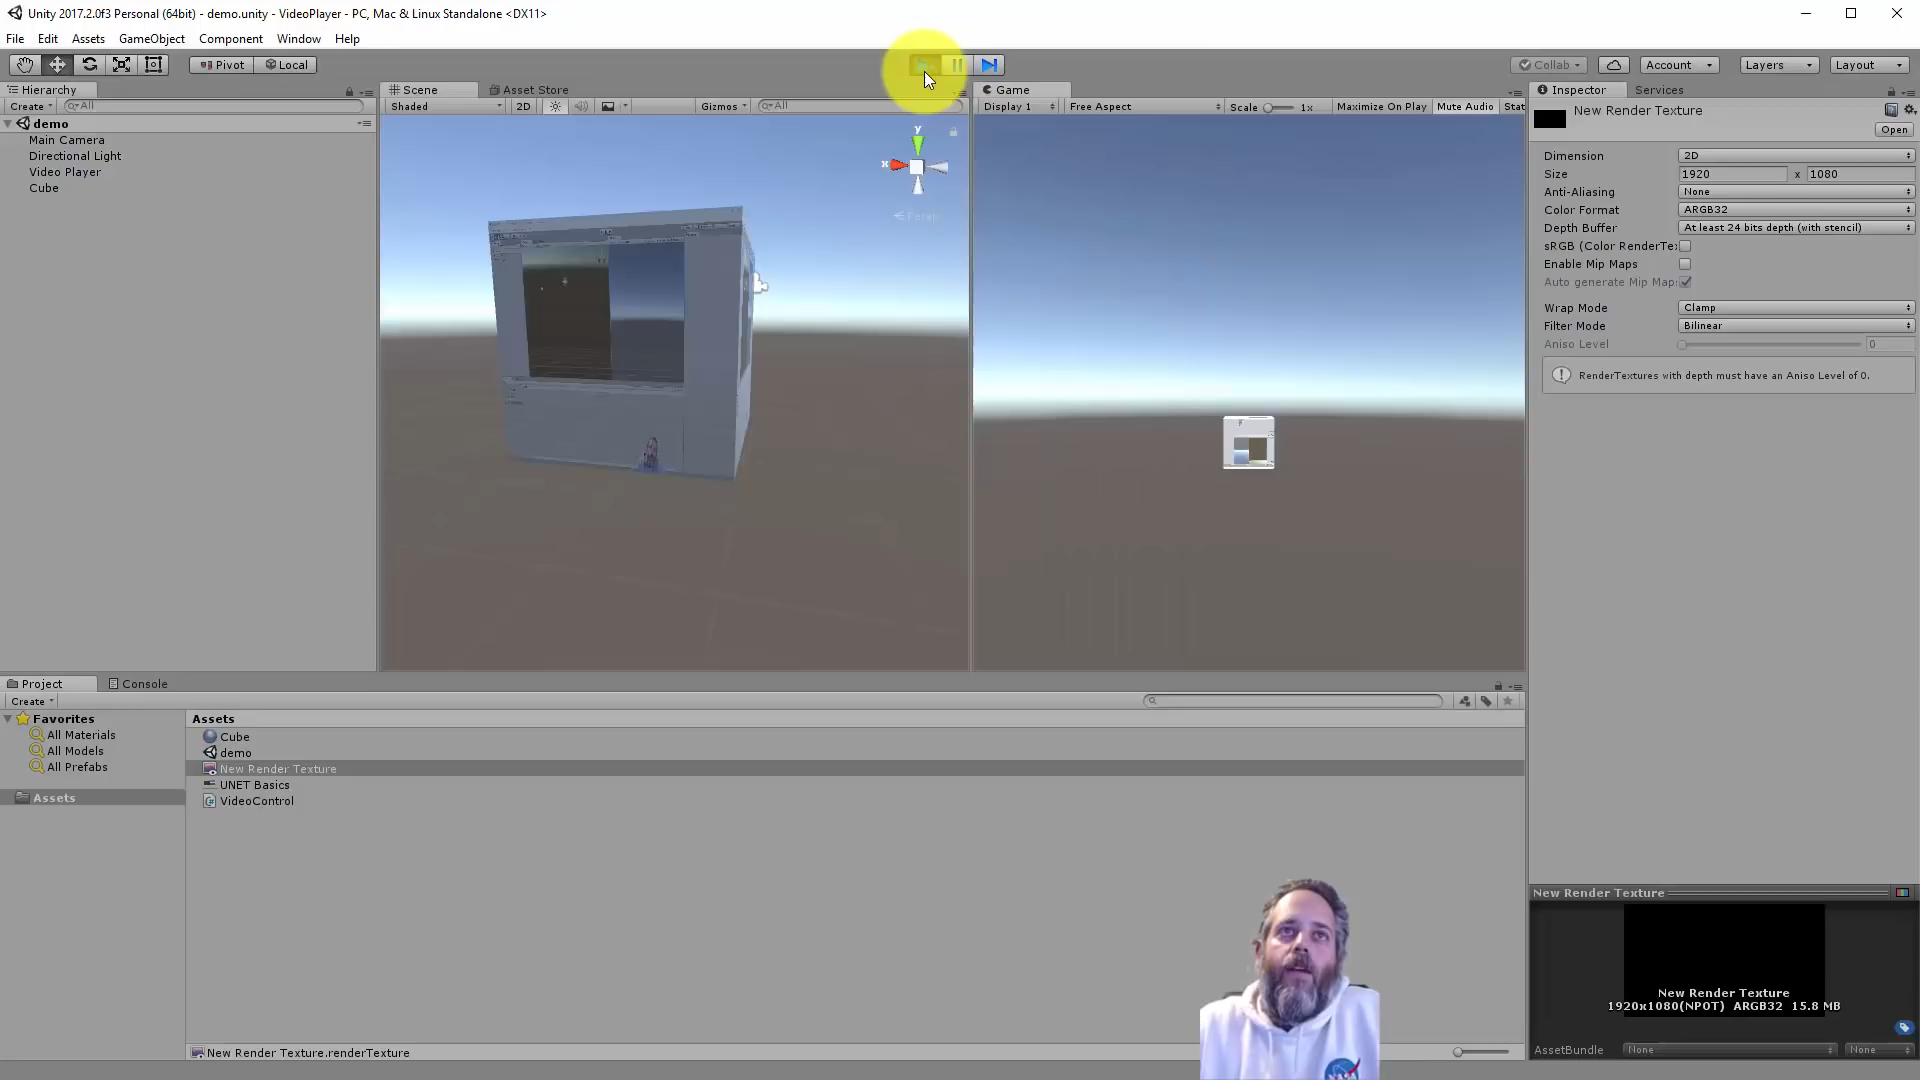 Unity 2017.2.0f3 Personal (64bit) - demo.unity - VideoPlayer - PC, Mac & Linux Standalone <DX11>
File Edit Assets GameObject Component Window Help
Pivot Local Collab Account Layers Layout
Hierarchy
Create All
demo
Main Camera
Directional Light
Video Player
Cube
Scene Asset Store
Shaded 2D Gizmos All
y
x
Persp
Game
Display 1 Free Aspect Scale 1x Maximize On Play Mute Audio Stat
Inspector Services
New Render Texture
Open
Dimension 2D
Size 1920 x 1080
Anti-Aliasing None
Color Format ARGB32
Depth Buffer At least 24 bits depth (with stencil)
sRGB (Color RenderTe
Enable Mip Maps
Auto generate Mip Map
Wrap Mode Clamp
Filter Mode Bilinear
Aniso Level 0
RenderTextures with depth must have an Aniso Level of 0.
Project Console
Create
Favorites
All Materials
All Models
All Prefabs
Assets
Assets
Cube
demo
New Render Texture
UNET Basics
VideoControl
New Render Texture.renderTexture
NASA
New Render Texture
New Render Texture
1920x1080(NPOT) ARGB32 15.8 MB
AssetBundle None None